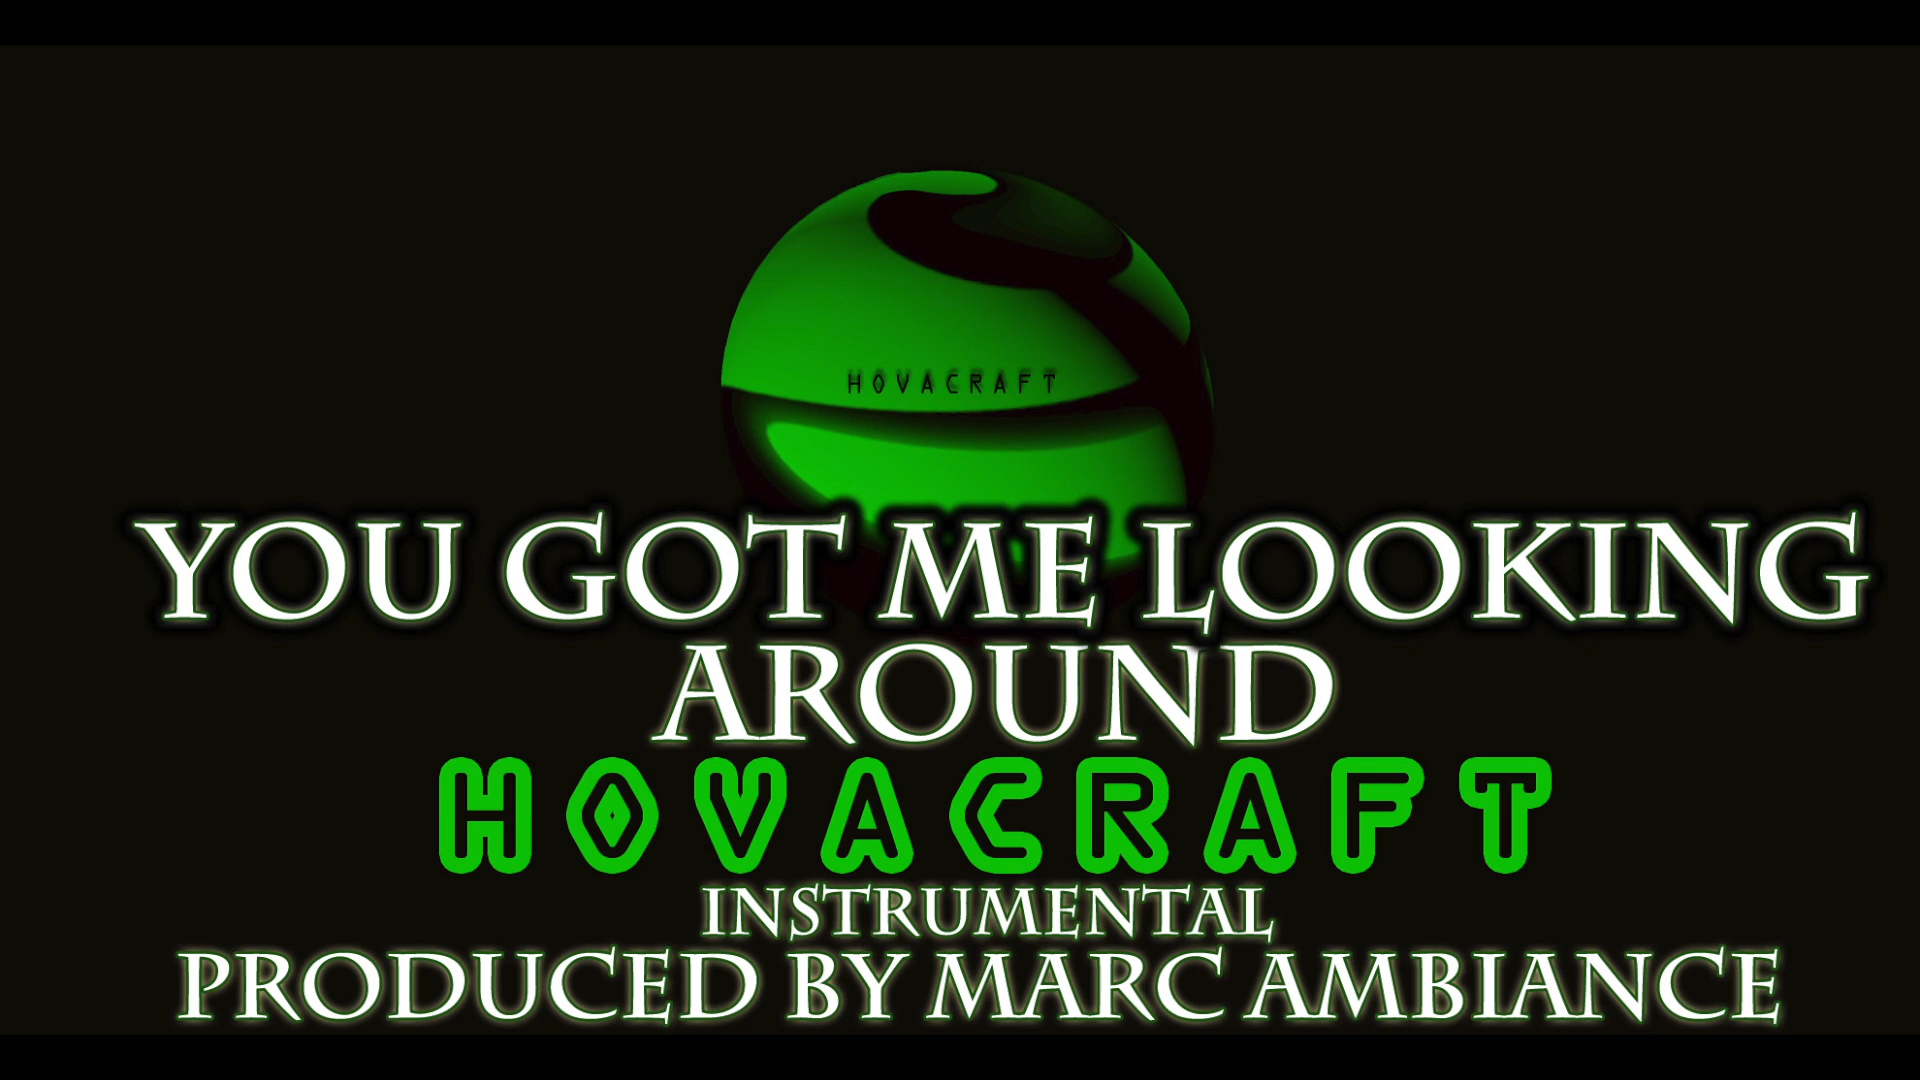 HOVACRAFT
YOU GOT ME LOOKING
AROUND
HOVACRAFT
INSTRUMENTAL
PRODUCED BY MARC AMBIANCE